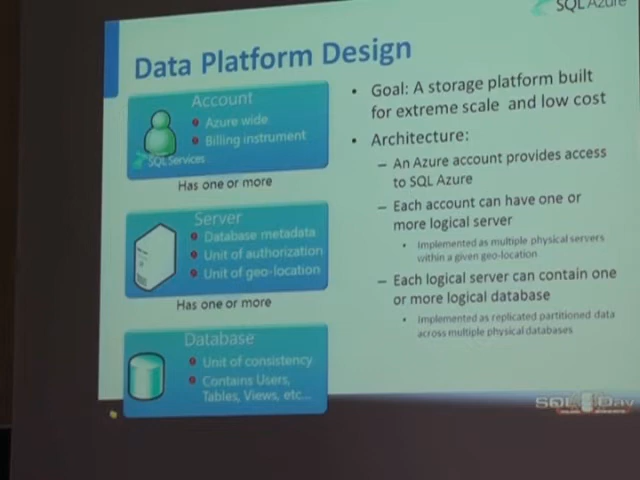 SQL Azure
Data Platform Design
Account
Azure wide
Billing instrument
SQL Services
Has one or more
Server
Database metadata
Unit of authorization
Unit of geo-location
Has one or more
Database
Unit of consistency
Contains Users,
Tables, Views, etc...
• Goal: A storage platform built
for extreme scale and low cost
• Architecture:
– An Azure account provides access
to SQL Azure
– Each account can have one or
more logical server
• Implemented as multiple physical servers
within a given geo-location
– Each logical server can contain one
or more logical database
• Implemented as replicated partitioned data
across multiple physical databases
SQL Day